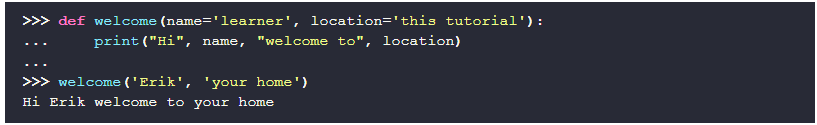 >>> def welcome(name='learner', location='this tutorial'):
...     print("Hi", name, "welcome to", location)
...
>>> welcome('Erik', 'your home')
Hi Erik welcome to your home